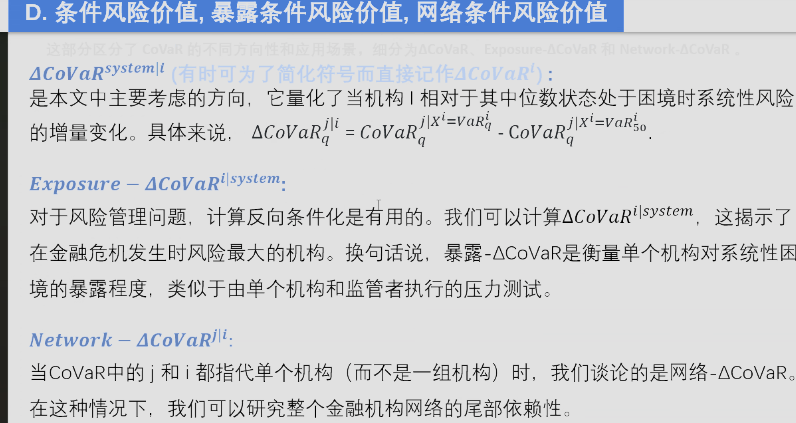 D. 条件风险价值, 暴露条件风险价值, 网络条件风险价值
这部分区分了 CoVaR 的不同方向性和应用场景，细分为ΔCoVaR、Exposure-ΔCoVaR 和 Network-ΔCoVaR 。
ΔCoVaR^{system|i} (有时可为了简化符号而直接记作ΔCoVaR^i) :
是本文中主要考虑的方向，它量化了当机构 I 相对于其中位数状态处于困境时系统性风险
的增量变化。具体来说， ΔCoVaR_q^{j|i} = CoVaR_q^{j|X^i=VaR_q^i} - CoVaR_q^{j|X^i=VaR_{50}^i}.
Exposure − ΔCoVaR^{i|system}:
对于风险管理问题，计算反向条件化是有用的。我们可以计算ΔCoVaR^{i|system}，这揭示了
在金融危机发生时风险最大的机构。换句话说，暴露-ΔCoVaR是衡量单个机构对系统性困
境的暴露程度，类似于由单个机构和监管者执行的压力测试。
Network − ΔCoVaR^{j|i}:
当CoVaR中的 j 和 i 都指代单个机构（而不是一组机构）时，我们谈论的是网络-ΔCoVaR。
在这种情况下，我们可以研究整个金融机构网络的尾部依赖性。